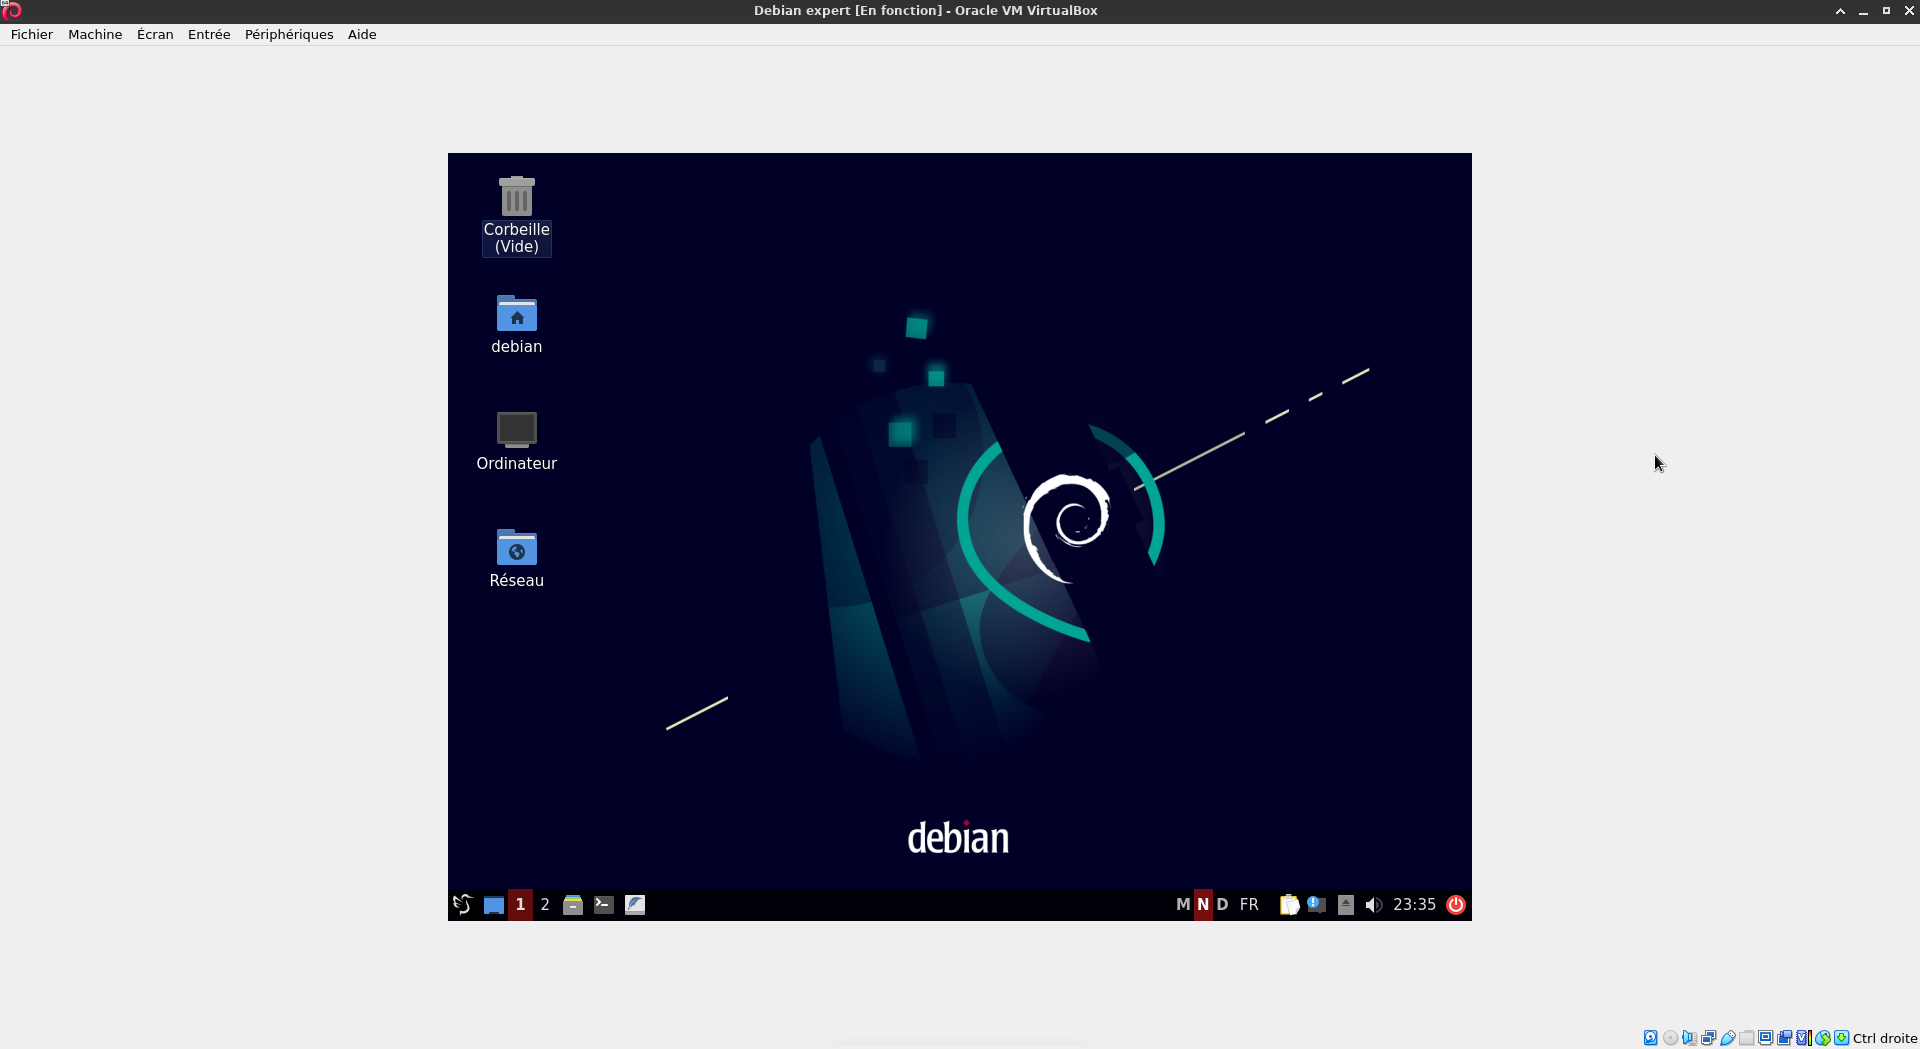 Debian expert [En fonction] - Oracle VM VirtualBox
Fichier Machine Écran Entrée Périphériques Aide
Corbeille
(Vide)
debian
Ordinateur
Réseau
debian
1 2 M N D FR 23:35
Ctrl droite